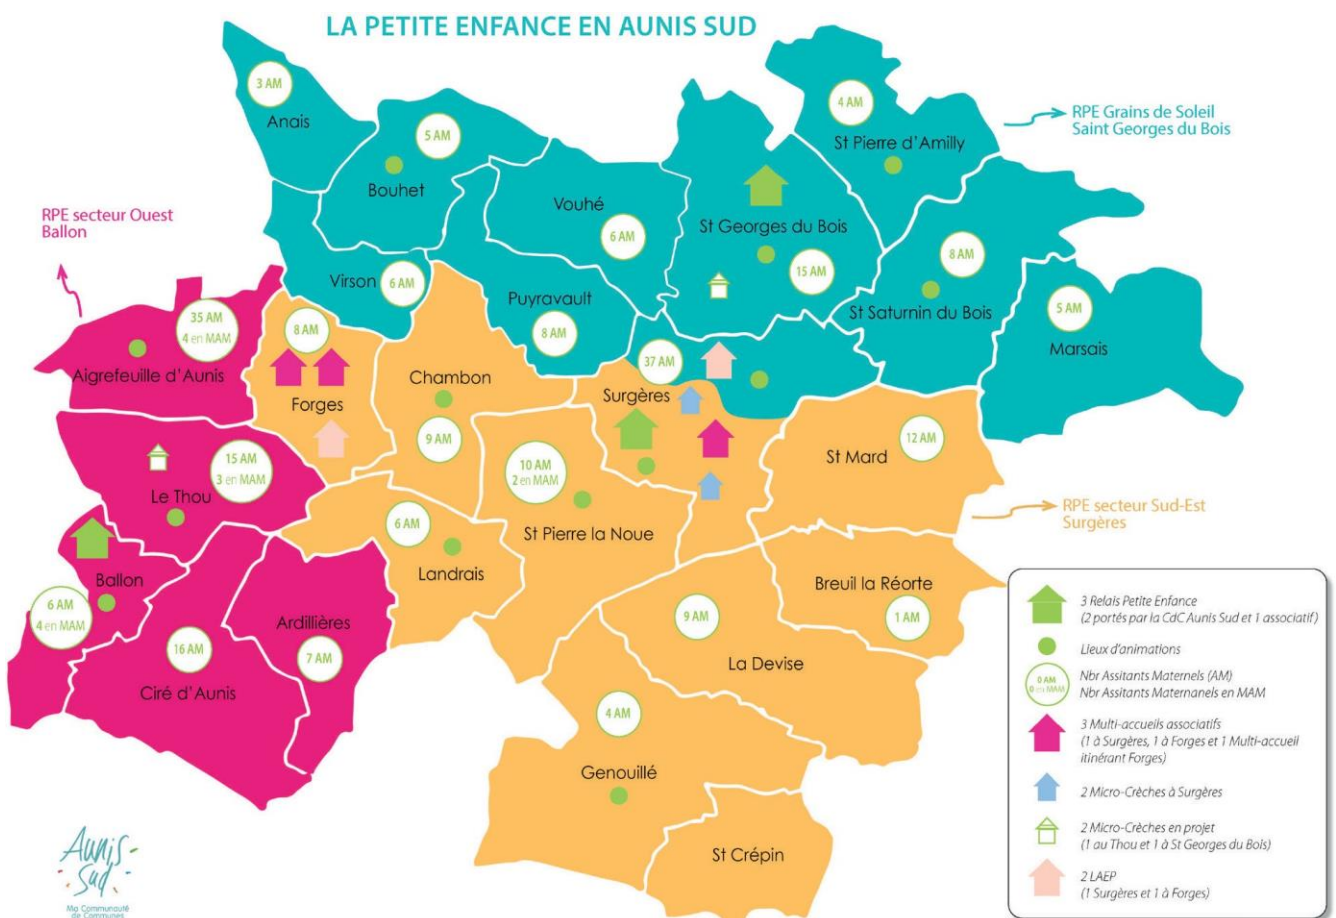 LA PETITE ENFANCE EN AUNIS SUD
3 AM
Anais
5 AM
Bouhet
Vouhé
6 AM
4 AM
St Pierre d'Amilly
RPE Grains de Soleil
Saint Georges du Bois
St Georges du Bois
15 AM
8 AM
St Saturnin du Bois
5 AM
Marsais
RPE secteur Ouest
Ballon
Virson
6 AM
Puyravault
8 AM
35 AM
4 en MAM
Aigrefeuille d'Aunis
8 AM
Forges
Chambon
9 AM
37 AM
Surgères
12 AM
St Mard
15 AM
3 en MAM
Le Thou
10 AM
2 en MAM
St Pierre la Noue
RPE secteur Sud-Est
Surgères
6 AM
Landrais
Ballon
6 AM
4 en MAM
Ardillières
7 AM
16 AM
Ciré d'Aunis
9 AM
La Devise
Breuil la Réorte
1 AM
4 AM
Genouillé
St Crépin
3 Relais Petite Enfance
(2 portés par la CdC Aunis Sud et 1 associatif)
Lieux d'animations
0 AM
0 en MAM
Nbr Assitants Maternels (AM)
Nbr Assitants Maternanels en MAM
3 Multi-accueils associatifs
(1 à Surgères, 1 à Forges et 1 Multi-accueil
itinérant Forges)
2 Micro-Crèches à Surgères
2 Micro-Crèches en projet
(1 au Thou et 1 à St Georges du Bois)
2 LAEP
(1 Surgères et 1 à Forges)
Aunis
Sud
Ma Communauté
de Communes